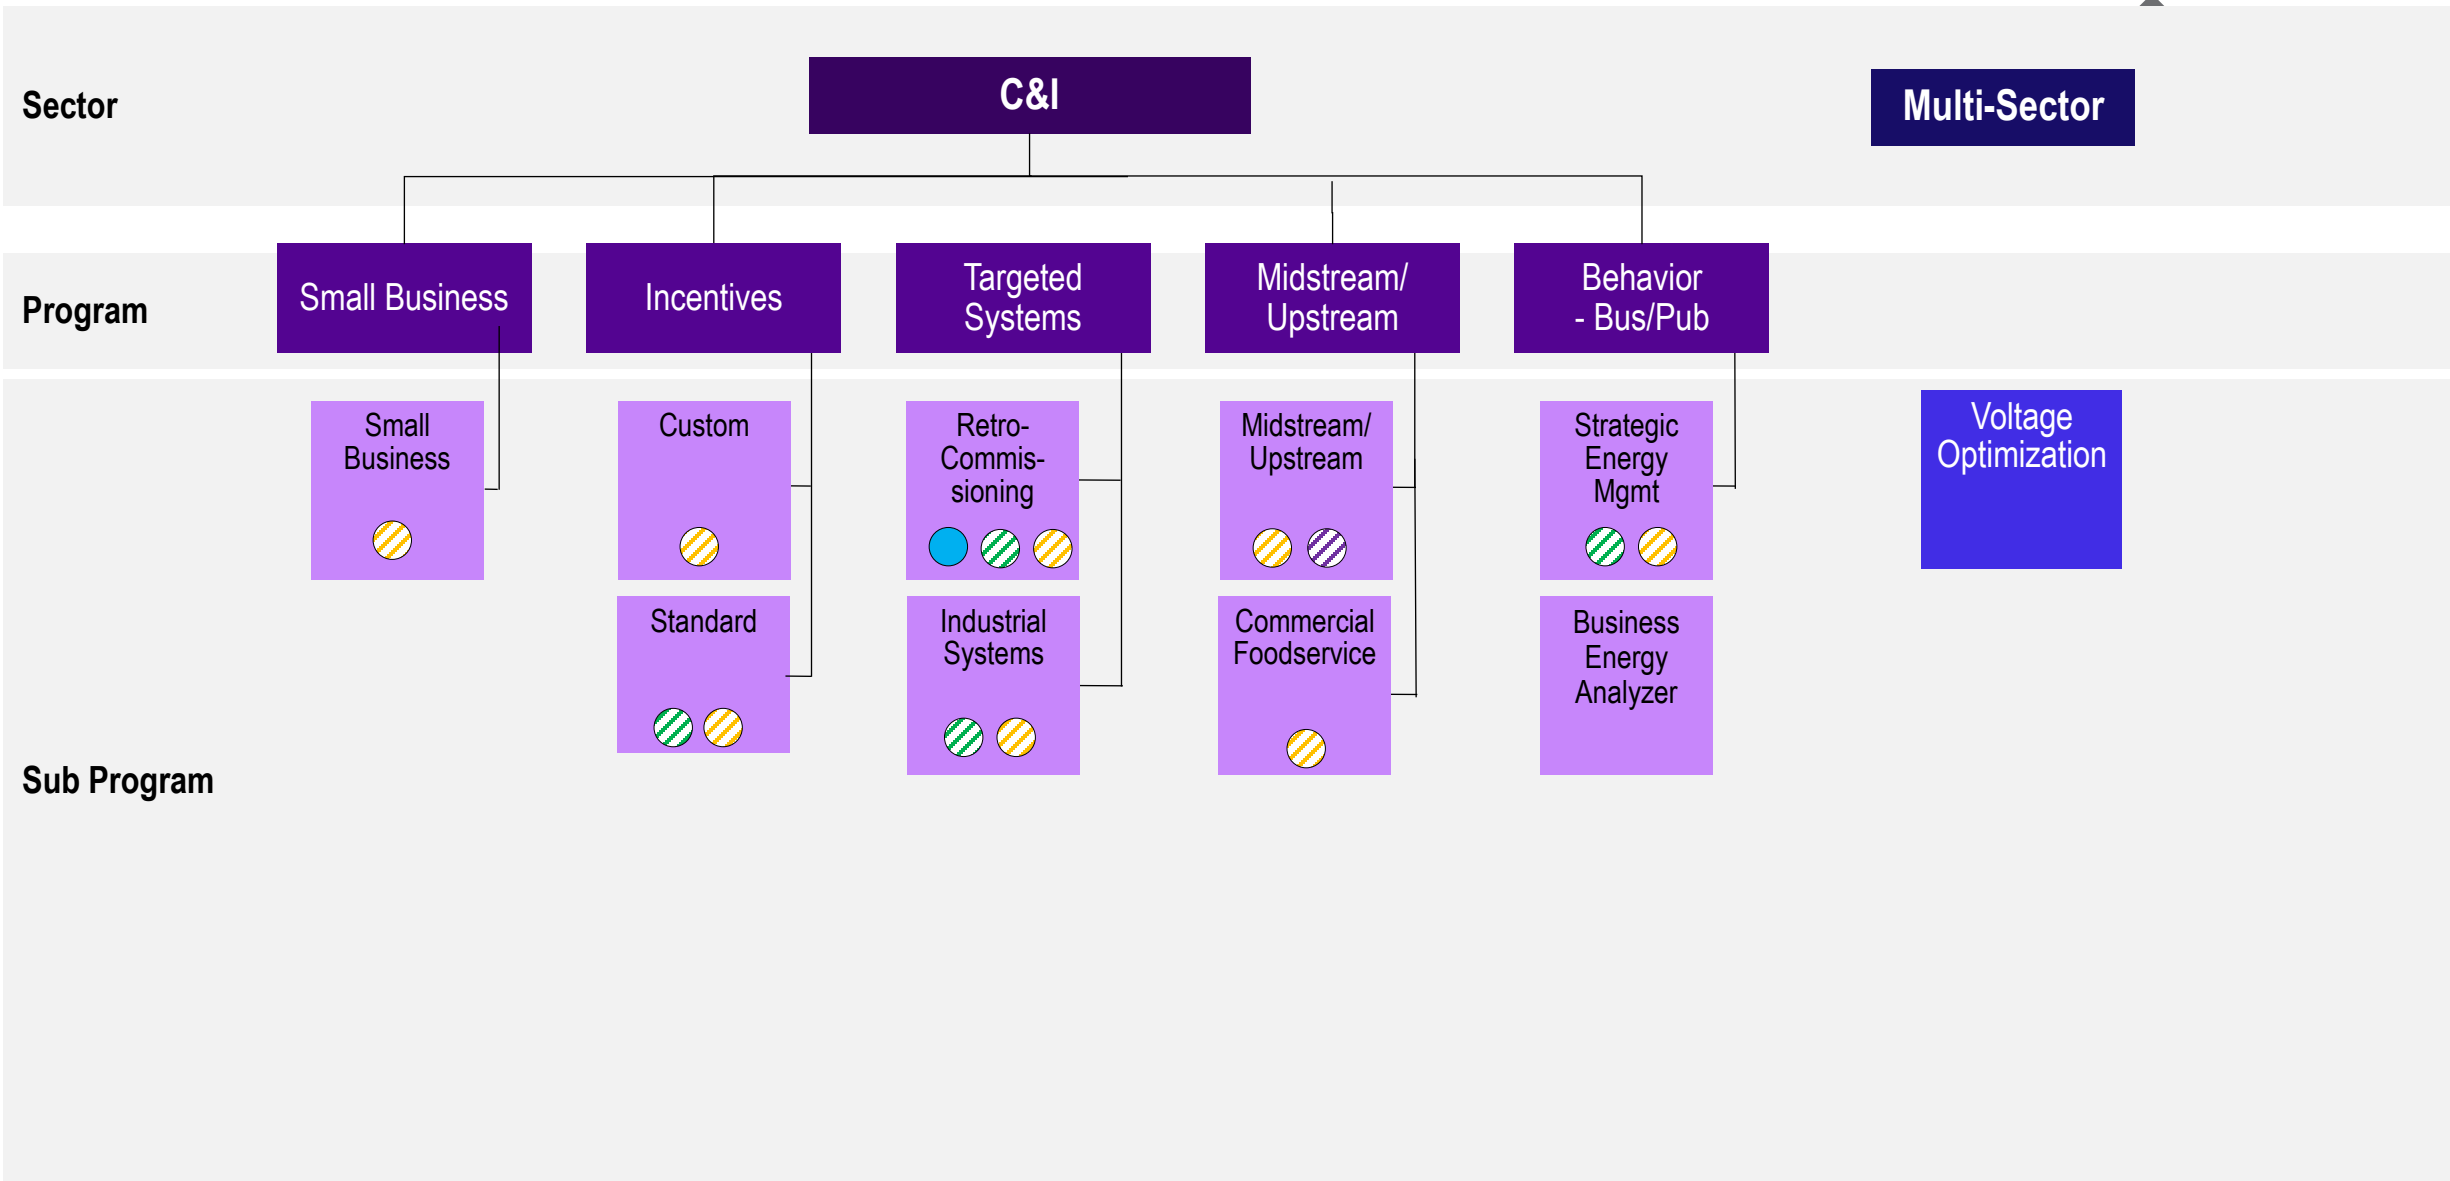 Sector
C&I
Multi-Sector
Program
Small Business
Incentives
Targeted
Systems
Midstream/
Upstream
Behavior
- Bus/Pub
Sub Program
Small
Business
Custom
Standard
Retro-
Commis-
sioning
Industrial
Systems
Midstream/
Upstream
Commercial
Foodservice
Strategic
Energy
Mgmt
Business
Energy
Analyzer
Voltage
Optimization